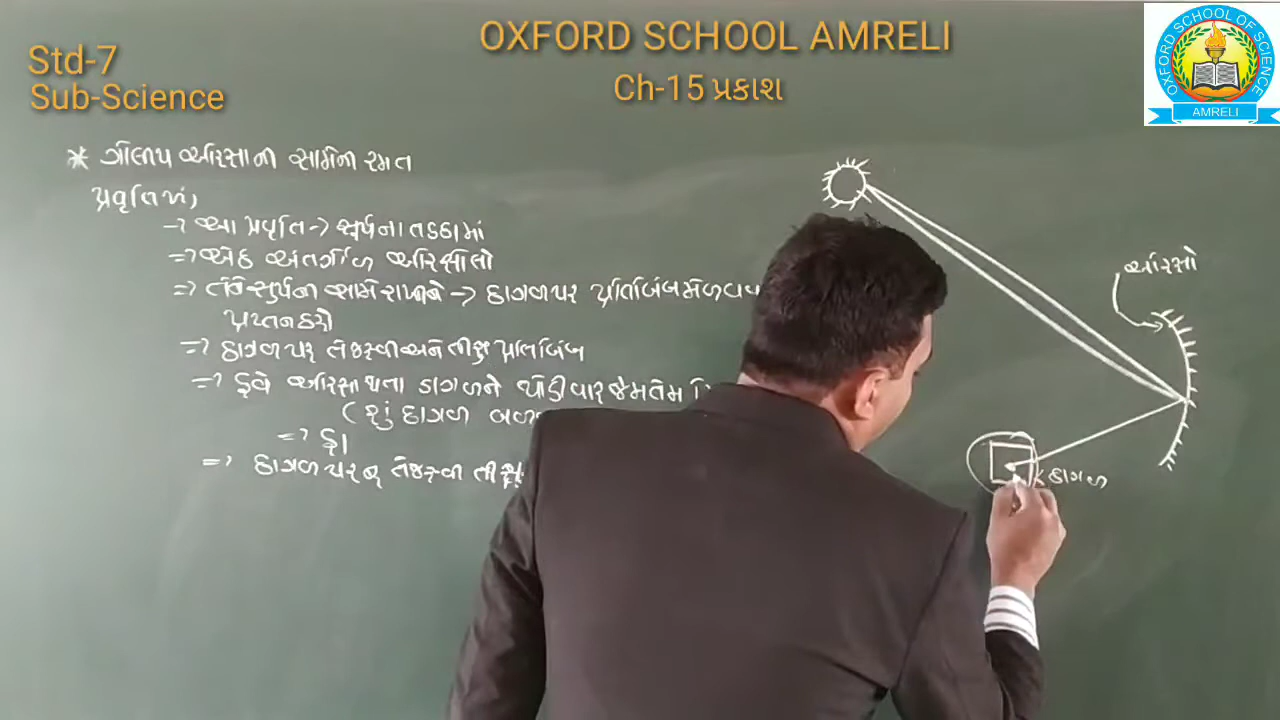 OXFORD SCHOOL AMRELI
Ch-15 પ્રકાશ
Std-7
Sub-Science
OXFORD SCHOOL OF SCIENCE
AMRELI
* ગોલીય અરિસાની સામેની રમત
પ્રવૃતિમાં,
→ આ પ્રવૃતિ → સૂર્યના તડકામાં
⇒ એક અંતર્ગોળ અરિસો લો
⇒ તેને સૂર્યની સામે રાખીને → કાગળ પર પ્રતિબિંબ મેળવવા
પ્રયત્ન કરો
⇒ કાગળ પર તેજસ્વી અને તીક્ષ્ણ પ્રતિબિંબ
⇒ હવે અરિસા થતા કાગળને થોડીવાર જેમતેમ
(શું કાગળ બળ
⇒ હા
⇒ કાગળ પર તેજસ્વી
અરિસો
કાગળ